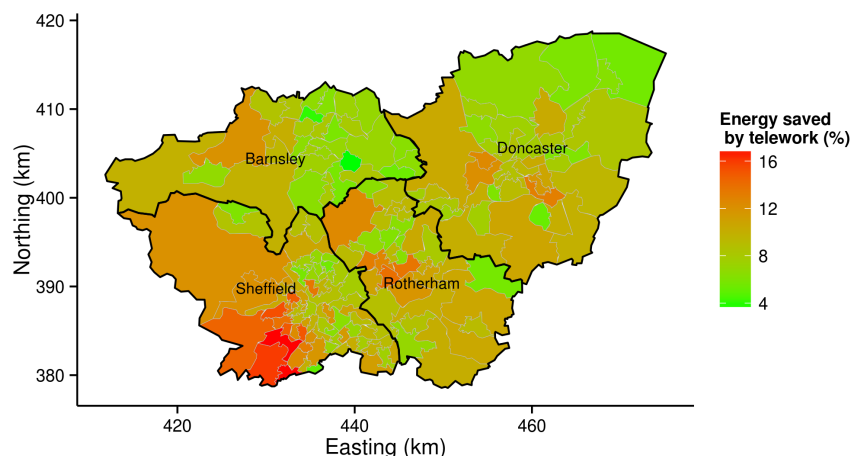 420
410
400
390
380
Northing (km)
420
440
460
Easting (km)
Barnsley
Doncaster
Sheffield
Rotherham
Energy saved
by telework (%)
16
12
8
4